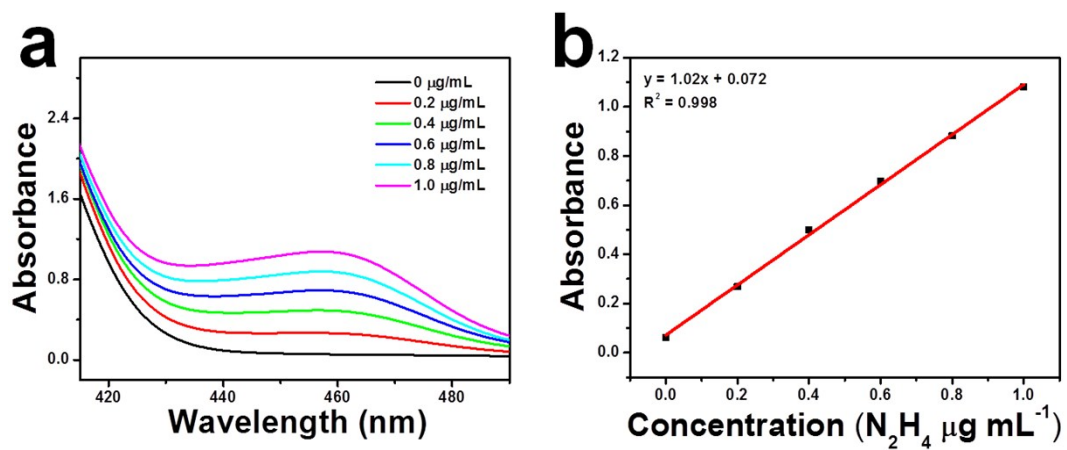 a
0 μg/mL
0.2 μg/mL
0.4 μg/mL
0.6 μg/mL
0.8 μg/mL
1.0 μg/mL
2.4
1.6
0.8
0.0
Absorbance
420
440
460
480
Wavelength (nm)
b
y = 1.02x + 0.072
R² = 0.998
1.2
1.0
0.8
0.6
0.4
0.2
0.0
Absorbance
0.0
0.2
0.4
0.6
0.8
1.0
Concentration (N₂H₄ μg mL⁻¹)